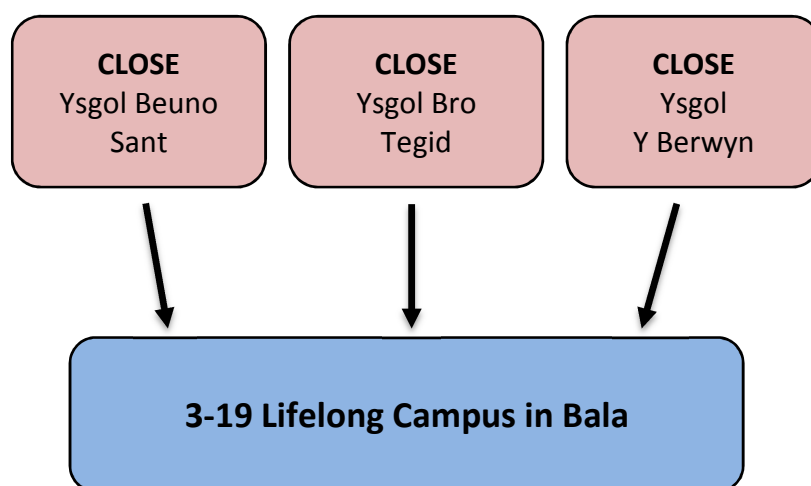 CLOSE
Ysgol Beuno
Sant
CLOSE
Ysgol Bro
Tegid
CLOSE
Ysgol
Y Berwyn
3-19 Lifelong Campus in Bala